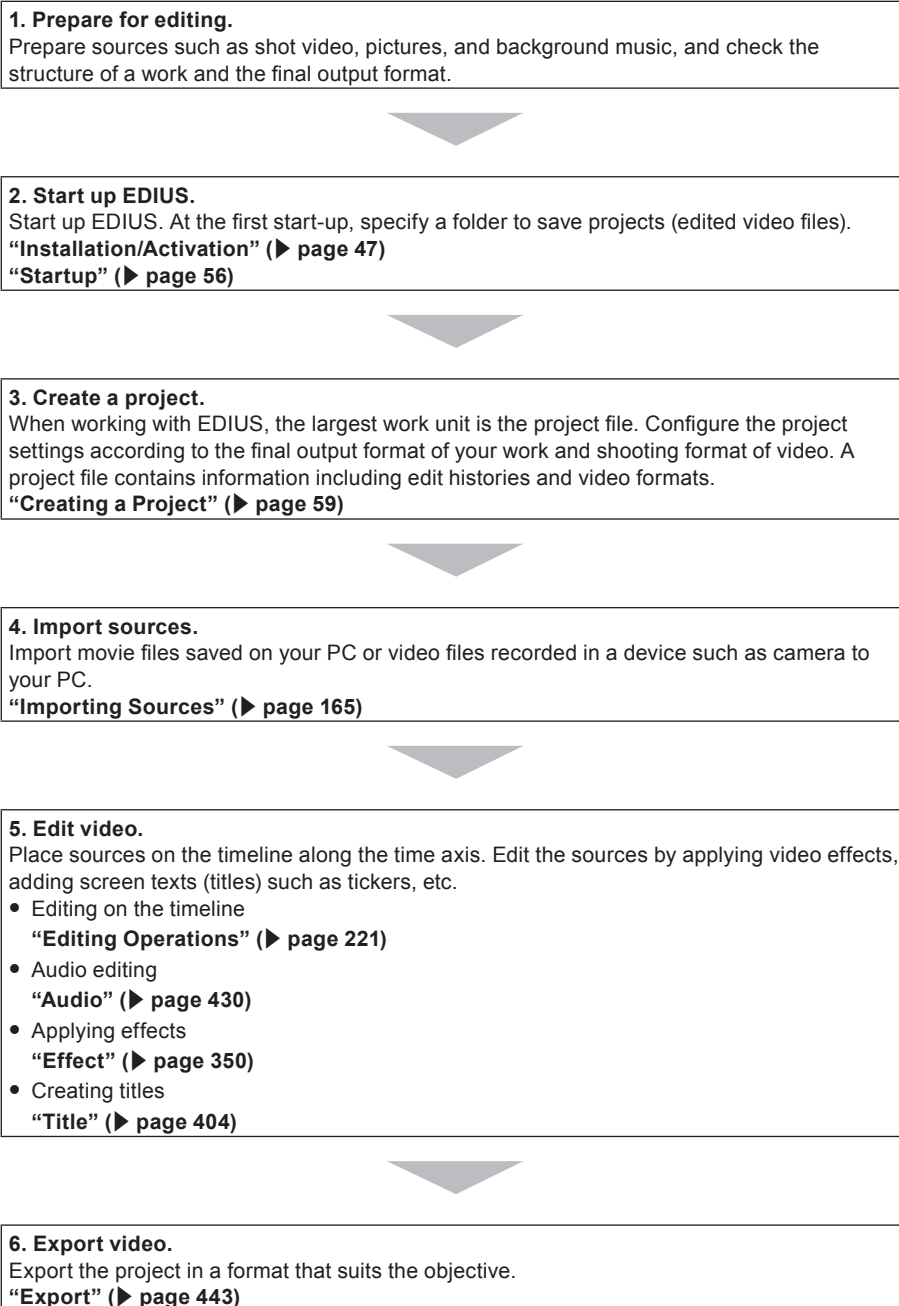 1. Prepare for editing.
Prepare sources such as shot video, pictures, and background music, and check the
structure of a work and the final output format.
2. Start up EDIUS.
Start up EDIUS. At the first start-up, specify a folder to save projects (edited video files).
“Installation/Activation” (▶ page 47)
“Startup” (▶ page 56)
3. Create a project.
When working with EDIUS, the largest work unit is the project file. Configure the project
settings according to the final output format of your work and shooting format of video. A
project file contains information including edit histories and video formats.
“Creating a Project” (▶ page 59)
4. Import sources.
Import movie files saved on your PC or video files recorded in a device such as camera to
your PC.
“Importing Sources” (▶ page 165)
5. Edit video.
Place sources on the timeline along the time axis. Edit the sources by applying video effects,
adding screen texts (titles) such as tickers, etc.
• Editing on the timeline
“Editing Operations” (▶ page 221)
• Audio editing
“Audio” (▶ page 430)
• Applying effects
“Effect” (▶ page 350)
• Creating titles
“Title” (▶ page 404)
6. Export video.
Export the project in a format that suits the objective.
“Export” (▶ page 443)